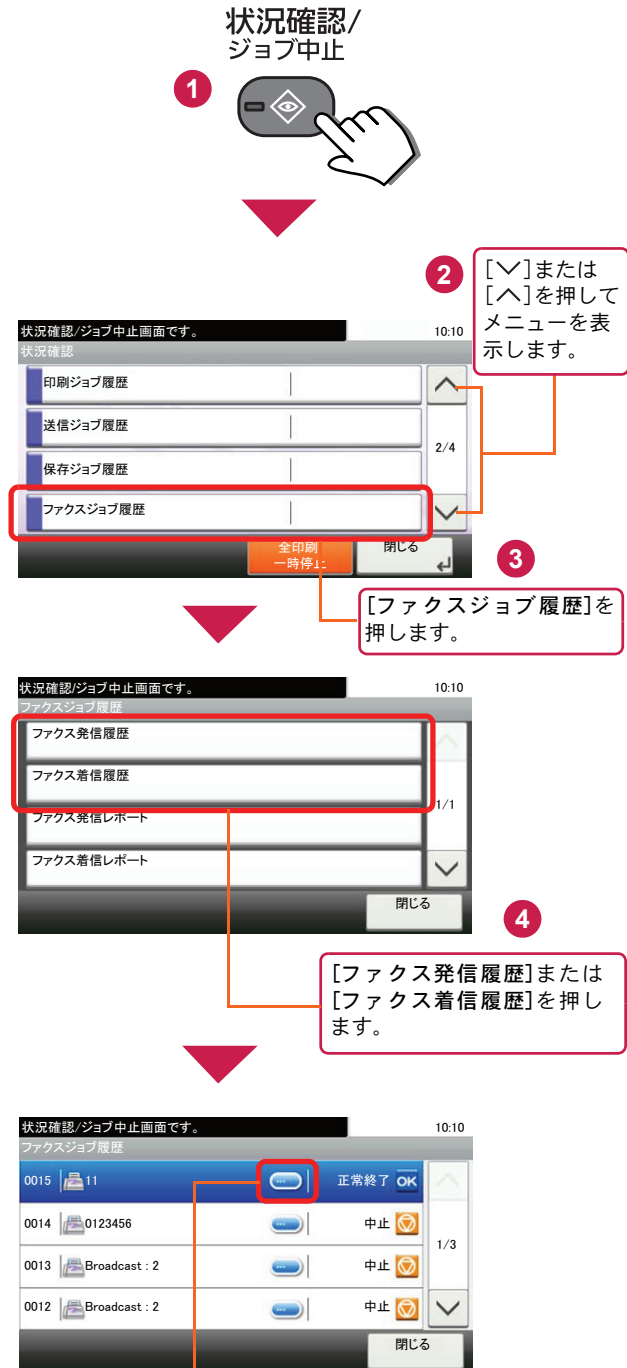 状況確認/
ジョブ中止
1
2
[∨]または
[∧]を押して
メニューを表
示します。
状況確認/ジョブ中止画面です。 10:10
状況確認
印刷ジョブ履歴
送信ジョブ履歴
2/4
保存ジョブ履歴
ファクスジョブ履歴
全印刷
一時停止
閉じる
3
[ファクスジョブ履歴]を
押します。
状況確認/ジョブ中止画面です。 10:10
ファクスジョブ履歴
ファクス発信履歴
ファクス着信履歴
1/1
ファクス発信レポート
ファクス着信レポート
閉じる
4
[ファクス発信履歴]または
[ファクス着信履歴]を押し
ます。
状況確認/ジョブ中止画面です。 10:10
ファクスジョブ履歴
0015 11 正常終了 OK
0014 0123456 中止
1/3
0013 Broadcast : 2 中止
0012 Broadcast : 2 中止
閉じる